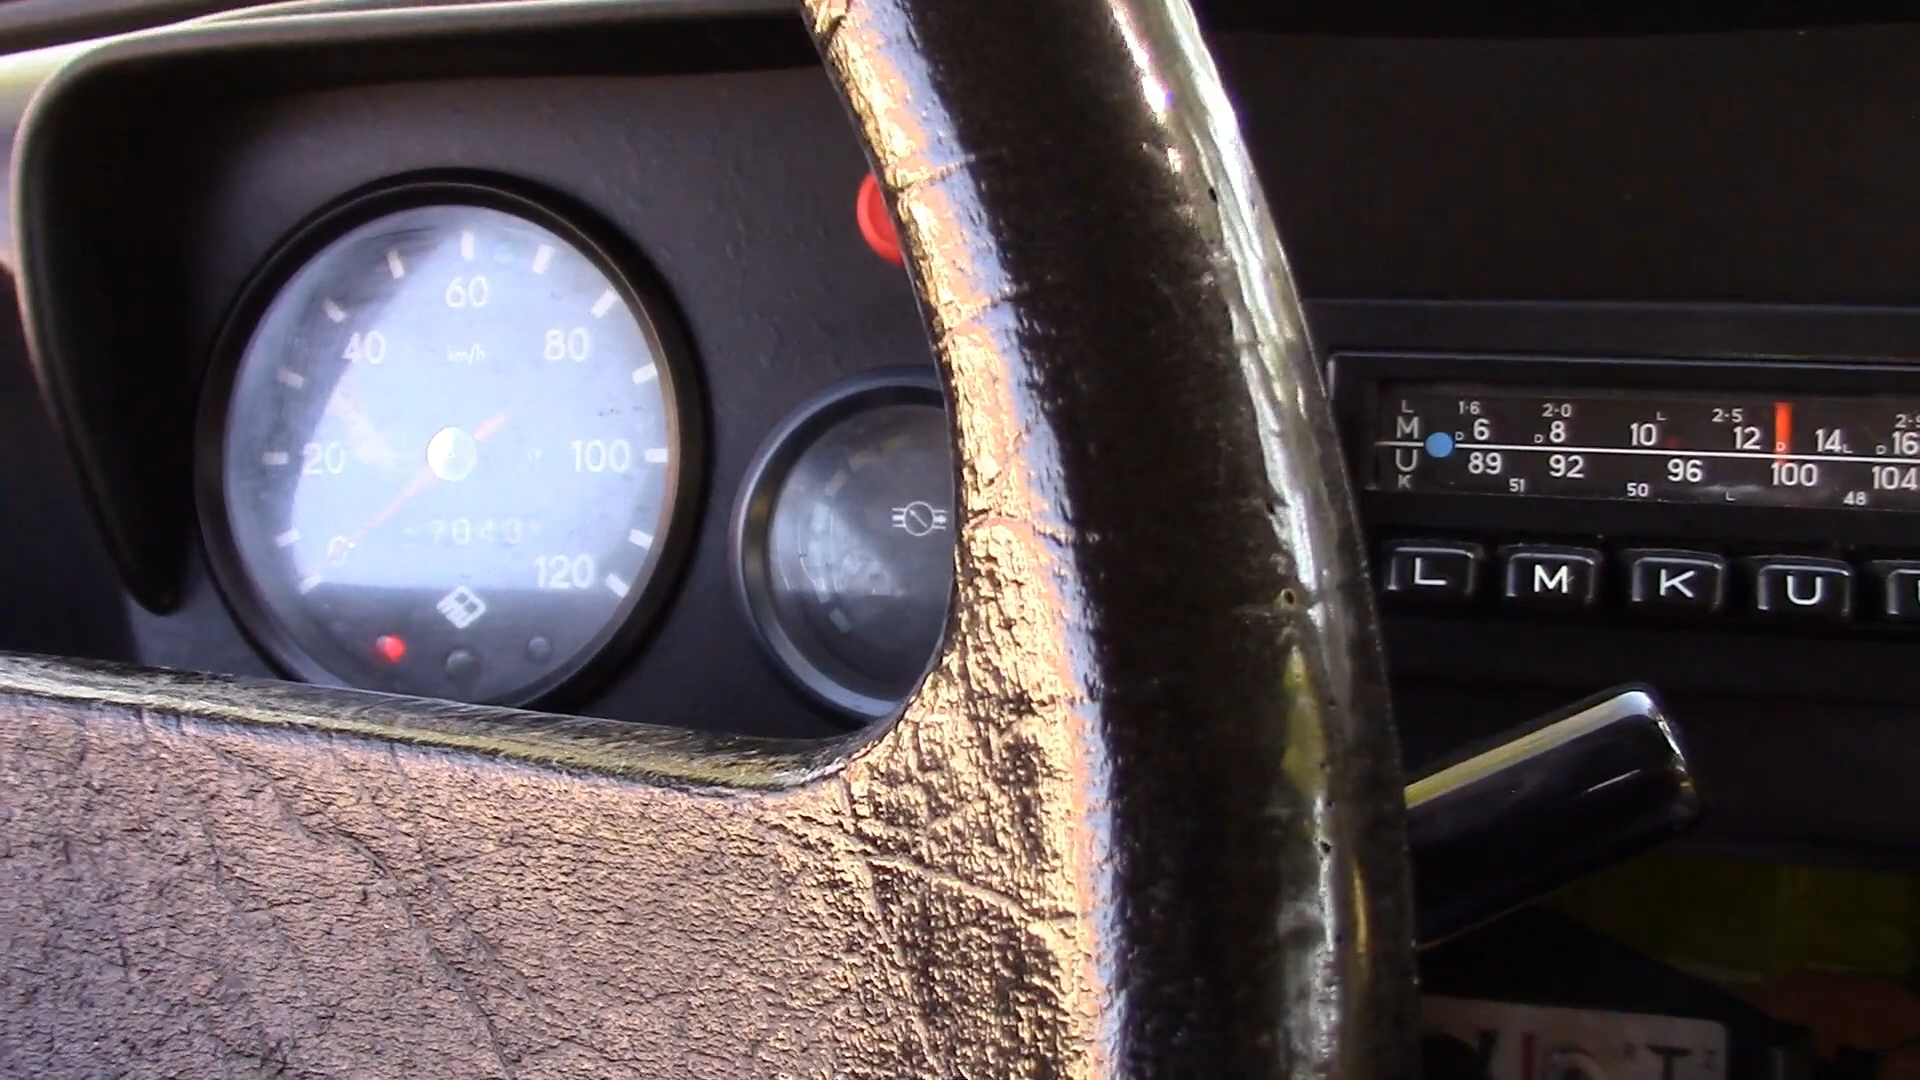 60
40 km/h 80
20 100
0 120
L 1·6 2·0 L 2·5
M 6 8 10 12 14 16
U 89 92 96 100 104
K 51 50 48
L M K U